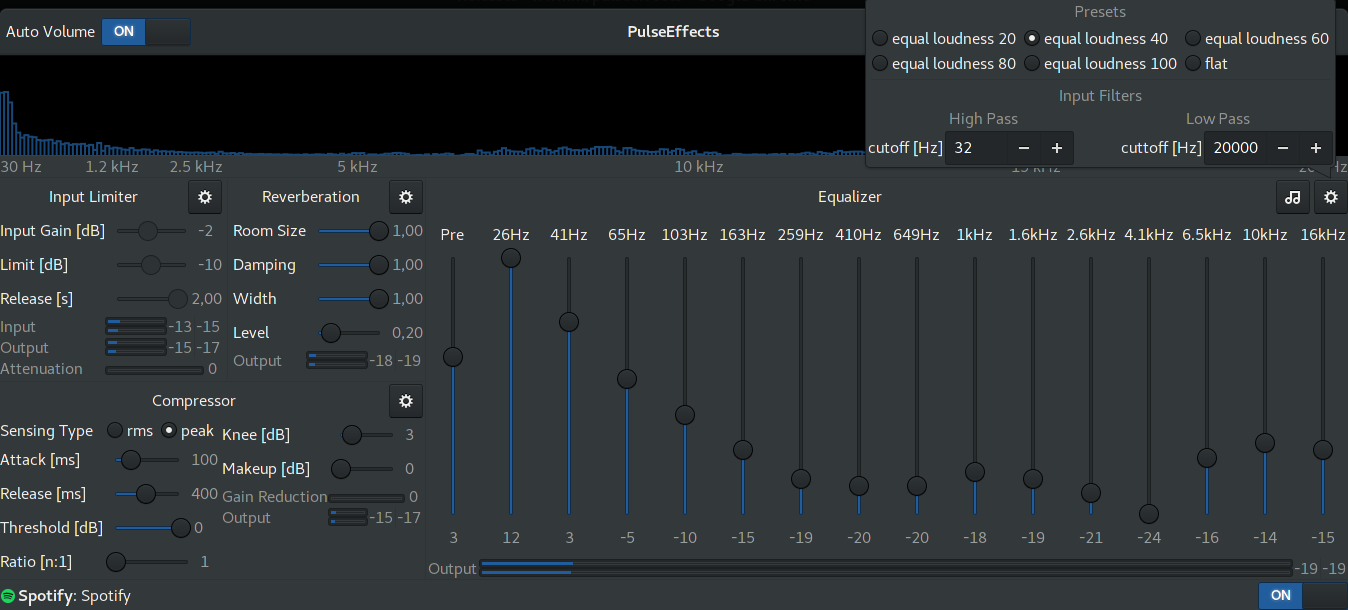 Auto Volume ON PulseEffects
Presets
equal loudness 20 equal loudness 40 equal loudness 60
equal loudness 80 equal loudness 100 flat
Input Filters
High Pass Low Pass
cutoff [Hz] 32 − + cuttoff [Hz] 20000 − +
30 Hz 1.2 kHz 2.5 kHz 5 kHz 10 kHz 15 kHz
Input Limiter
Input Gain [dB] -2
Limit [dB] -10
Release [s] 2,00
Input -13 -15
Output -15 -17
Attenuation 0
Reverberation
Room Size 1,00
Damping 1,00
Width 1,00
Level 0,20
Output -18 -19
Compressor
Sensing Type rms peak
Attack [ms] 100
Release [ms] 400
Threshold [dB] 0
Ratio [n:1] 1
Knee [dB] 3
Makeup [dB] 0
Gain Reduction 0
Output -15 -17
Equalizer
Pre 26Hz 41Hz 65Hz 103Hz 163Hz 259Hz 410Hz 649Hz 1kHz 1.6kHz 2.6kHz 4.1kHz 6.5kHz 10kHz 16kHz
3 12 3 -5 -10 -15 -19 -20 -20 -18 -19 -21 -24 -16 -14 -15
Output -19 -19
Spotify: Spotify ON